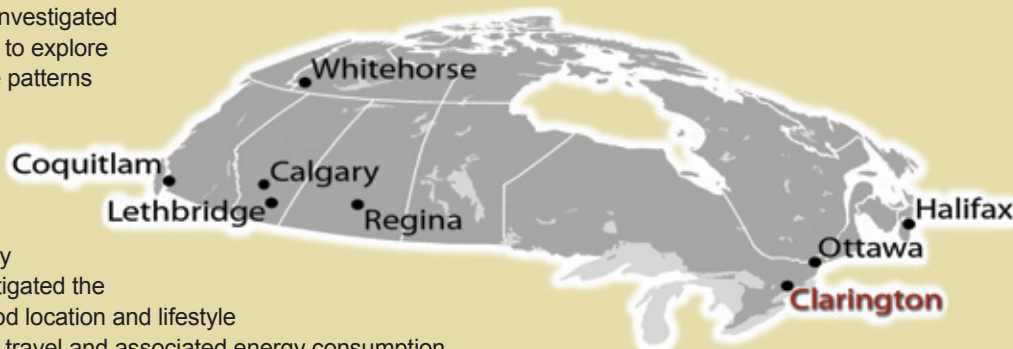 nvestigated
to explore
patterns
Whitehorse
Coquitlam
Calgary
Lethbridge
Regina
Halifax
Ottawa
Clarington
tigated the
od location and lifestyle
travel and associated energy consumption